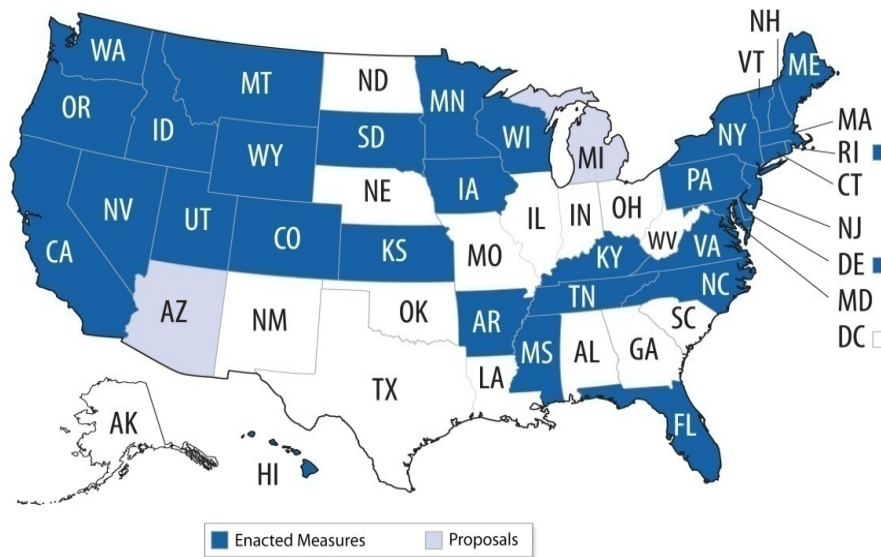 NH
WA
VT
ME
MT
ND
MN
OR
MA
ID
SD
WI
NY
RI
WY
MI
CT
IA
PA
NE
NJ
NV
OH
IL
IN
UT
DE
CA
CO
WV
VA
KS
MO
KY
MD
NC
TN
AZ
OK
NM
AR
SC
DC
MS
AL
GA
LA
TX
AK
FL
HI
Enacted Measures
Proposals